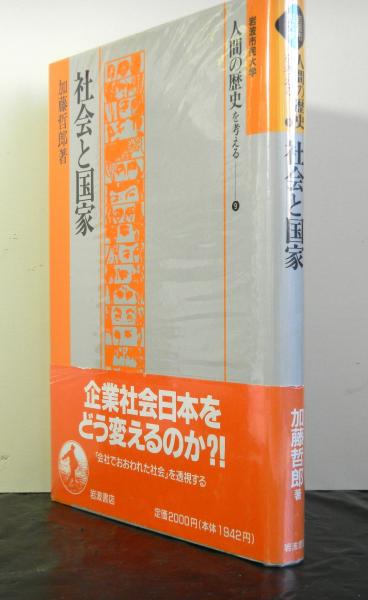 岩波市民大学
人間の歴史を考える——9
社会と国家
加藤哲郎著
企業社会日本を
どう変えるのか?!
「会社でおおわれた社会」を透視する
岩波書店
定価2000円(本体1942円)
人間の歴史
社会と国家
加藤哲郎著
岩波書店